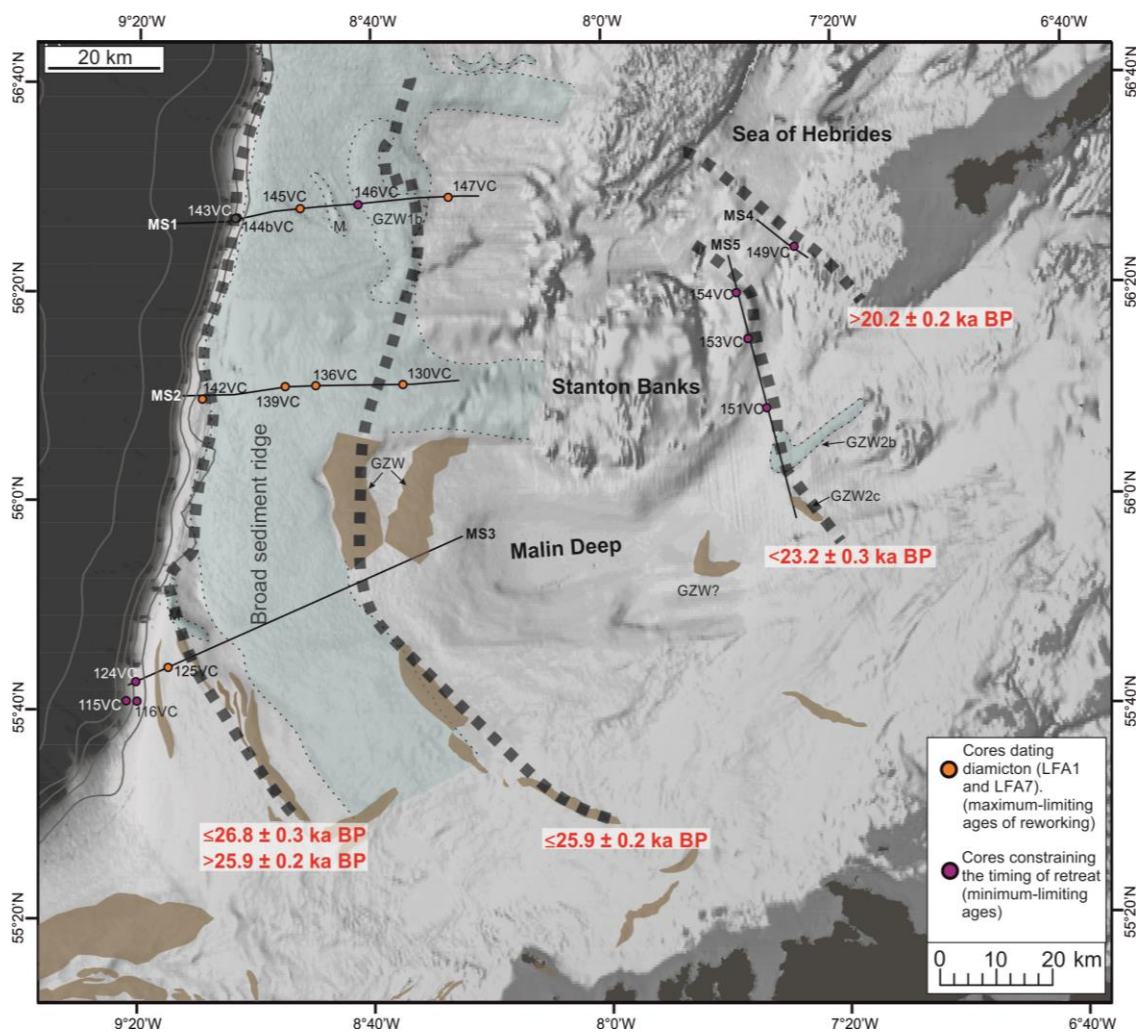 9°20'W
8°40'W
8°0'W
7°20'W
6°40'W
20 km
56°40'N
56°40'N
Sea of Hebrides
147VC
146VC
145VC
143VC
144bVC
MS1
M
GZW1b
MS4
MS5
149VC
56°20'N
56°20'N
154VC
>20.2 ± 0.2 ka BP
153VC
136VC
130VC
142VC
139VC
MS2
Stanton Banks
151VC
Broad sediment ridge
GZW
GZW2b
GZW2c
56°0'N
56°0'N
MS3
Malin Deep
<23.2 ± 0.3 ka BP
GZW?
124VC
125VC
115VC
116VC
55°40'N
55°40'N
≤26.8 ± 0.3 ka BP
>25.9 ± 0.2 ka BP
≤25.9 ± 0.2 ka BP
Cores dating
diamicton (LFA1
and LFA7).
(maximum-limiting
ages of reworking)
Cores constraining
the timing of retreat
(minimum-limiting
ages)
0 10 20 km
55°20'N
55°20'N
9°20'W
8°40'W
8°0'W
7°20'W
6°40'W